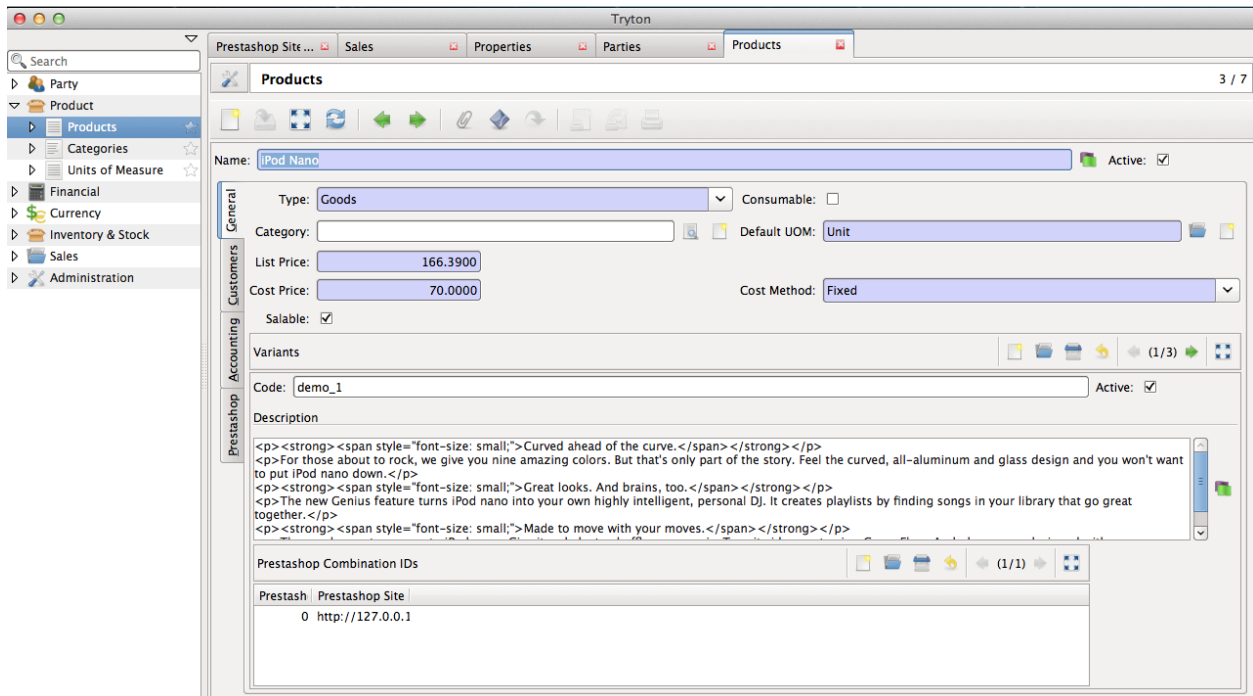 Tryton
Prestashop Site... Sales Properties Parties Products
Search
Party
Product
Products
Categories
Units of Measure
Financial
Currency
Inventory & Stock
Sales
Administration
Products 3 / 7
Name: iPod Nano Active:
General
Customers
Accounting
Prestashop
Type: Goods Consumable:
Category: Default UOM: Unit
List Price: 166.3900
Cost Price: 70.0000 Cost Method: Fixed
Salable:
Variants (1/3)
Code: demo_1 Active:
Description
<p><strong><span style="font-size: small;">Curved ahead of the curve.</span></strong></p>
<p>For those about to rock, we give you nine amazing colors. But that's only part of the story. Feel the curved, all-aluminum and glass design and you won't want
to put iPod nano down.</p>
<p><strong><span style="font-size: small;">Great looks. And brains, too.</span></strong></p>
<p>The new Genius feature turns iPod nano into your own highly intelligent, personal DJ. It creates playlists by finding songs in your library that go great
together.</p>
<p><strong><span style="font-size: small;">Made to move with your moves.</span></strong></p>
Prestashop Combination IDs (1/1)
Prestash Prestashop Site
0 http://127.0.0.1